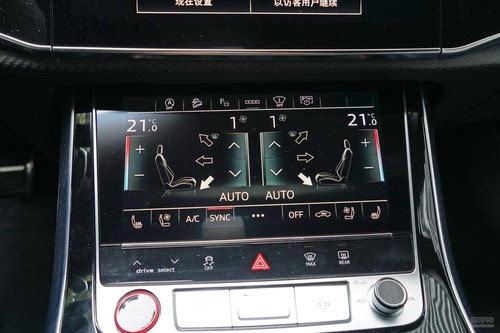 现在设置 以访客用户继续
21.0 °C 1 1 21.0 °C
AUTO AUTO
A/C SYNC ••• OFF
drive select MAX REAR